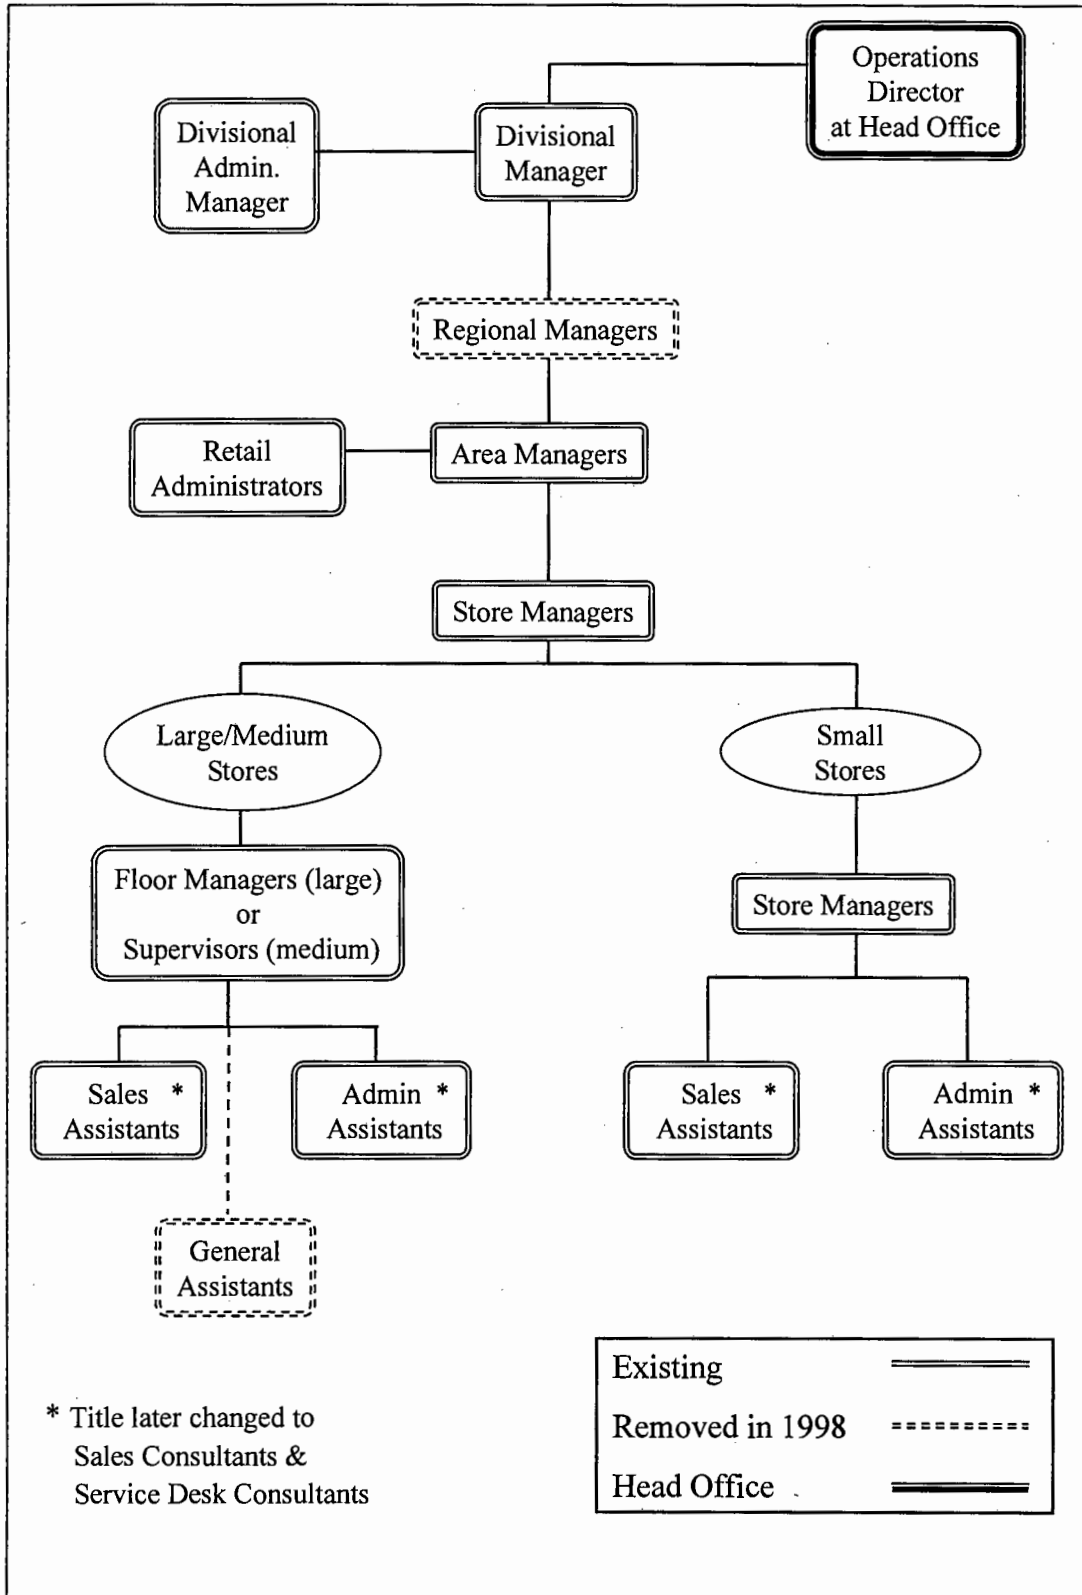 Operations
Director
at Head Office
Divisional
Admin.
Manager
Divisional
Manager
Regional Managers
Retail
Administrators
Area Managers
Store Managers
Large/Medium
Stores
Small
Stores
Floor Managers (large)
or
Supervisors (medium)
Store Managers
Sales *
Assistants
Admin *
Assistants
Sales *
Assistants
Admin *
Assistants
General
Assistants
Existing
Removed in 1998
Head Office
* Title later changed to
Sales Consultants &
Service Desk Consultants